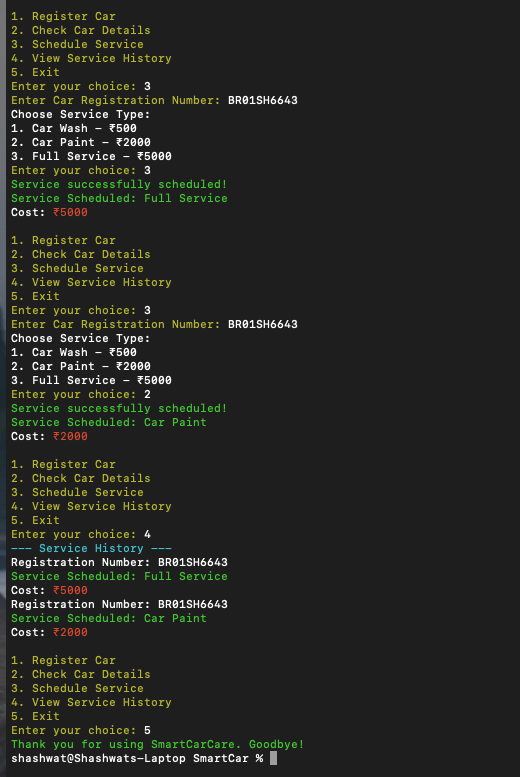 1. Register Car
2. Check Car Details
3. Schedule Service
4. View Service History
5. Exit
Enter your choice: 3
Enter Car Registration Number: BR01SH6643
Choose Service Type:
1. Car Wash – ₹500
2. Car Paint – ₹2000
3. Full Service – ₹5000
Enter your choice: 3
Service successfully scheduled!
Service Scheduled: Full Service
Cost: ₹5000
1. Register Car
2. Check Car Details
3. Schedule Service
4. View Service History
5. Exit
Enter your choice: 3
Enter Car Registration Number: BR01SH6643
Choose Service Type:
1. Car Wash – ₹500
2. Car Paint – ₹2000
3. Full Service – ₹5000
Enter your choice: 2
Service successfully scheduled!
Service Scheduled: Car Paint
Cost: ₹2000
1. Register Car
2. Check Car Details
3. Schedule Service
4. View Service History
5. Exit
Enter your choice: 4
--- Service History ---
Registration Number: BR01SH6643
Service Scheduled: Full Service
Cost: ₹5000
Registration Number: BR01SH6643
Service Scheduled: Car Paint
Cost: ₹2000
1. Register Car
2. Check Car Details
3. Schedule Service
4. View Service History
5. Exit
Enter your choice: 5
Thank you for using SmartCarCare. Goodbye!
shashwat@Shashwats-Laptop SmartCar %